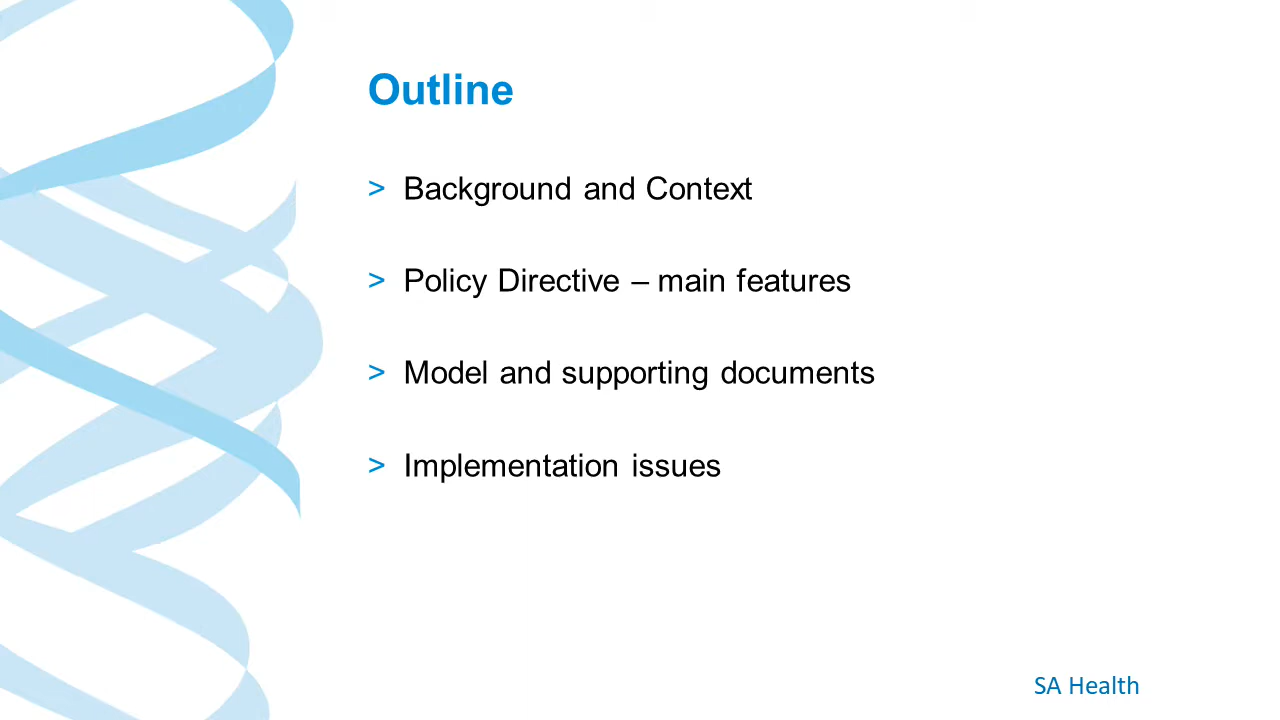 Outline
> Background and Context
> Policy Directive – main features
> Model and supporting documents
> Implementation issues
SA Health